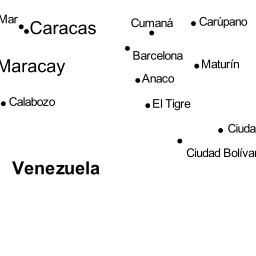 Mar
Caracas
Cumaná
Carúpano
Barcelona
Maracay
Maturín
Anaco
Calabozo
El Tigre
Ciuda
Ciudad Bolívar
Venezuela